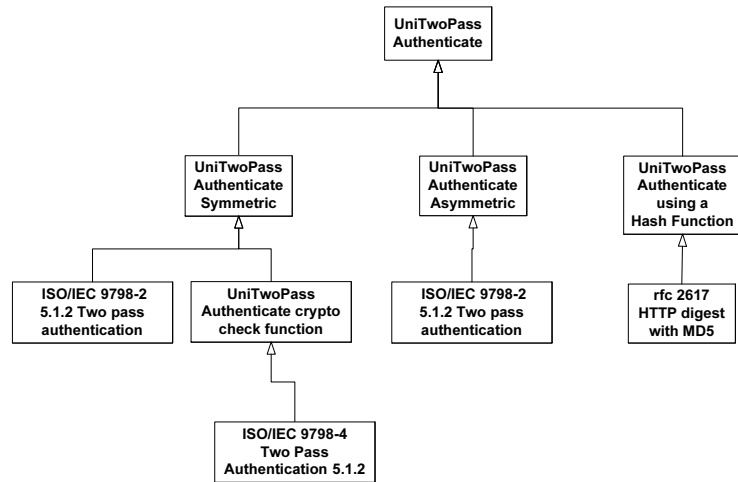 UniTwoPass
Authenticate
UniTwoPass
Authenticate
Symmetric
UniTwoPass
Authenticate
Asymmetric
UniTwoPass
Authenticate
using a
Hash Function
ISO/IEC 9798-2
5.1.2 Two pass
authentication
UniTwoPass
Authenticate crypto
check function
ISO/IEC 9798-2
5.1.2 Two pass
authentication
rfc 2617
HTTP digest
with MD5
ISO/IEC 9798-4
Two Pass
Authentication 5.1.2